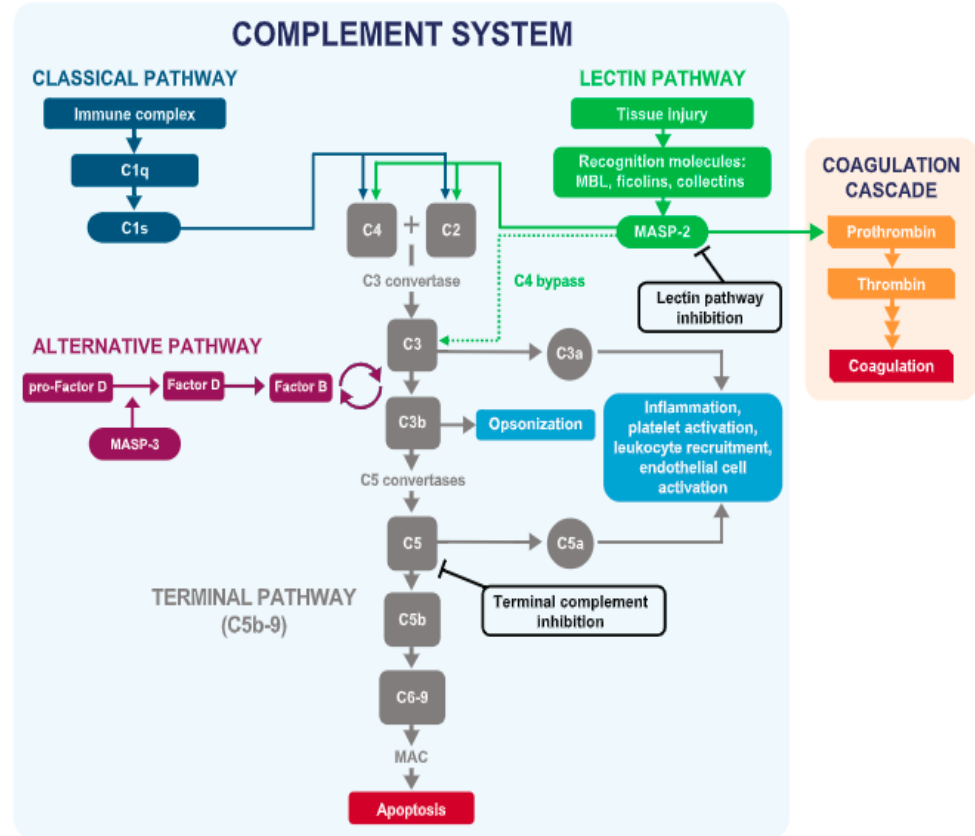 COMPLEMENT SYSTEM
CLASSICAL PATHWAY
Immune complex
C1q
C1s
LECTIN PATHWAY
Tissue injury
Recognition molecules:
MBL, ficolins, collectins
MASP-2
C4 + C2
C3 convertase
C4 bypass
Lectin pathway
inhibition
COAGULATION
CASCADE
Prothrombin
Thrombin
Coagulation
ALTERNATIVE PATHWAY
pro-Factor D
Factor D
Factor B
MASP-3
C3
C3a
C3b
Opsonization
Inflammation,
platelet activation,
leukocyte recruitment,
endothelial cell
activation
C5 convertases
C5
C5a
Terminal complement
inhibition
TERMINAL PATHWAY
(C5b-9)
C5b
C6-9
MAC
Apoptosis